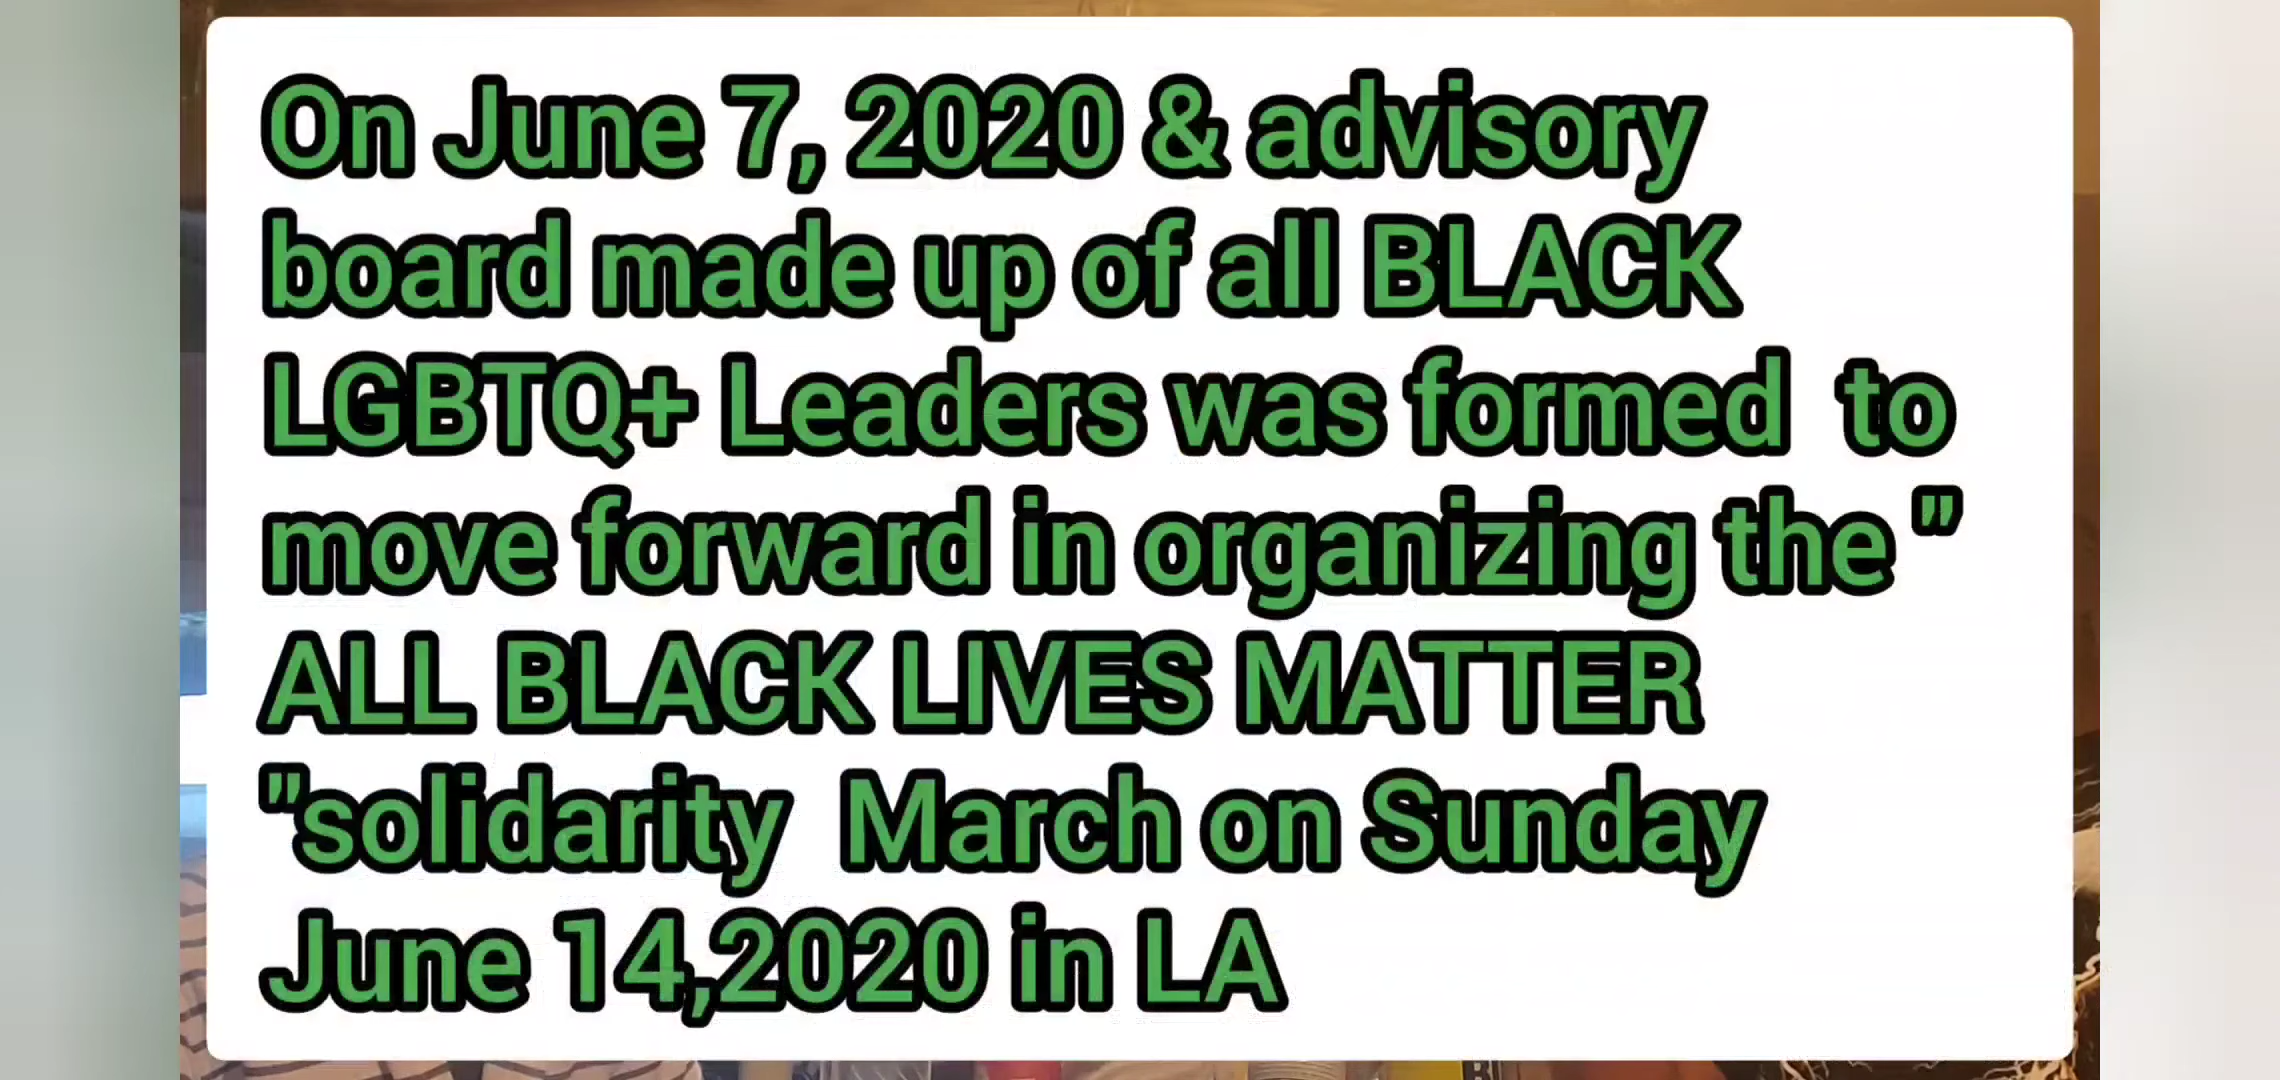 On June 7, 2020 & advisory
board made up of all BLACK
LGBTQ+ Leaders was formed  to
move forward in organizing the "
ALL BLACK LIVES MATTER
"solidarity  March on Sunday
June 14,2020 in LA